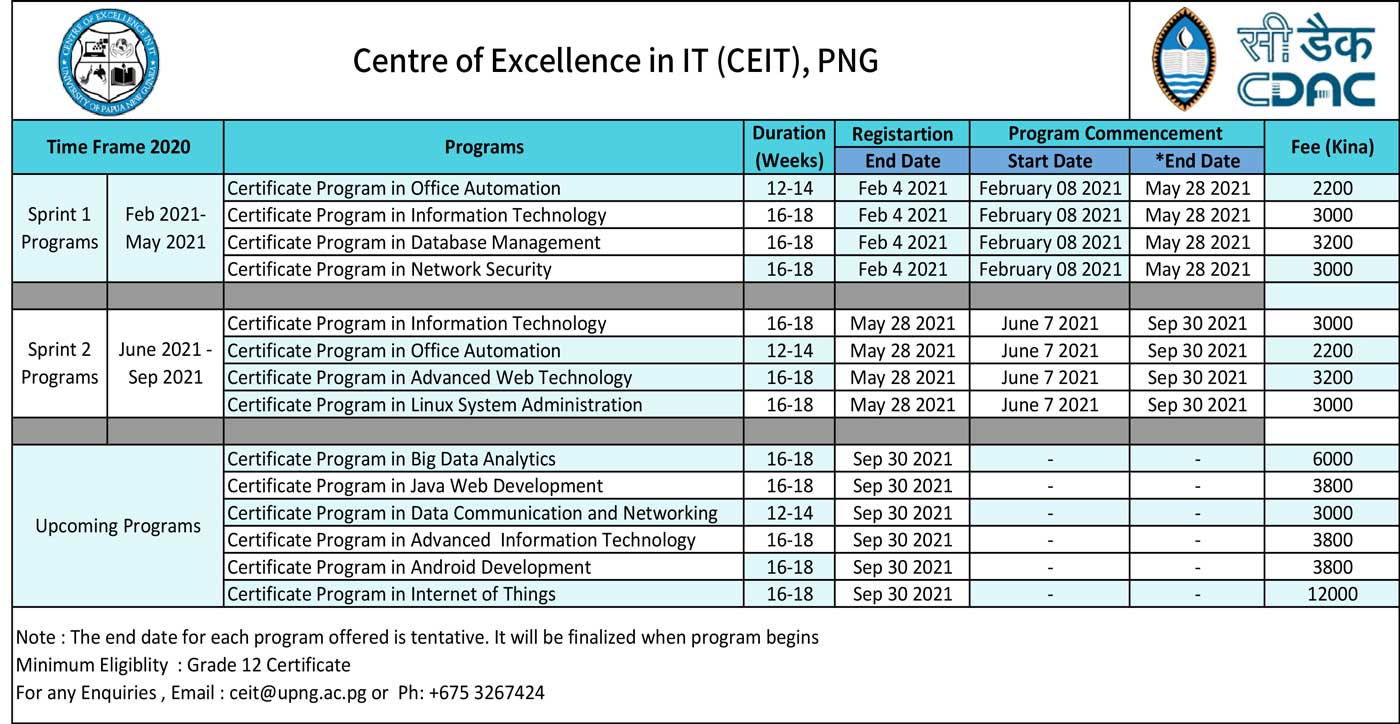 CENTRE OF EXCELLENCE IN IT
UNIVERSITY OF PAPUA NEW GUINEA
Centre of Excellence in IT (CEIT), PNG
सी डैक
CDAC
Time Frame 2020 Programs Duration (Weeks) Registartion End Date Program Commencement Start Date *End Date Fee (Kina)
Sprint 1 Programs Feb 2021- May 2021
Certificate Program in Office Automation 12-14 Feb 4 2021 February 08 2021 May 28 2021 2200
Certificate Program in Information Technology 16-18 Feb 4 2021 February 08 2021 May 28 2021 3000
Certificate Program in Database Management 16-18 Feb 4 2021 February 08 2021 May 28 2021 3200
Certificate Program in Network Security 16-18 Feb 4 2021 February 08 2021 May 28 2021 3000
Sprint 2 Programs June 2021 - Sep 2021
Certificate Program in Information Technology 16-18 May 28 2021 June 7 2021 Sep 30 2021 3000
Certificate Program in Office Automation 12-14 May 28 2021 June 7 2021 Sep 30 2021 2200
Certificate Program in Advanced Web Technology 16-18 May 28 2021 June 7 2021 Sep 30 2021 3200
Certificate Program in Linux System Administration 16-18 May 28 2021 June 7 2021 Sep 30 2021 3000
Upcoming Programs
Certificate Program in Big Data Analytics 16-18 Sep 30 2021 - - 6000
Certificate Program in Java Web Development 16-18 Sep 30 2021 - - 3800
Certificate Program in Data Communication and Networking 12-14 Sep 30 2021 - - 3000
Certificate Program in Advanced  Information Technology 16-18 Sep 30 2021 - - 3800
Certificate Program in Android Development 16-18 Sep 30 2021 - - 3800
Certificate Program in Internet of Things 16-18 Sep 30 2021 - - 12000
Note : The end date for each program offered is tentative. It will be finalized when program begins
Minimum Eligiblity  : Grade 12 Certificate
For any Enquiries , Email : ceit@upng.ac.pg or  Ph: +675 3267424